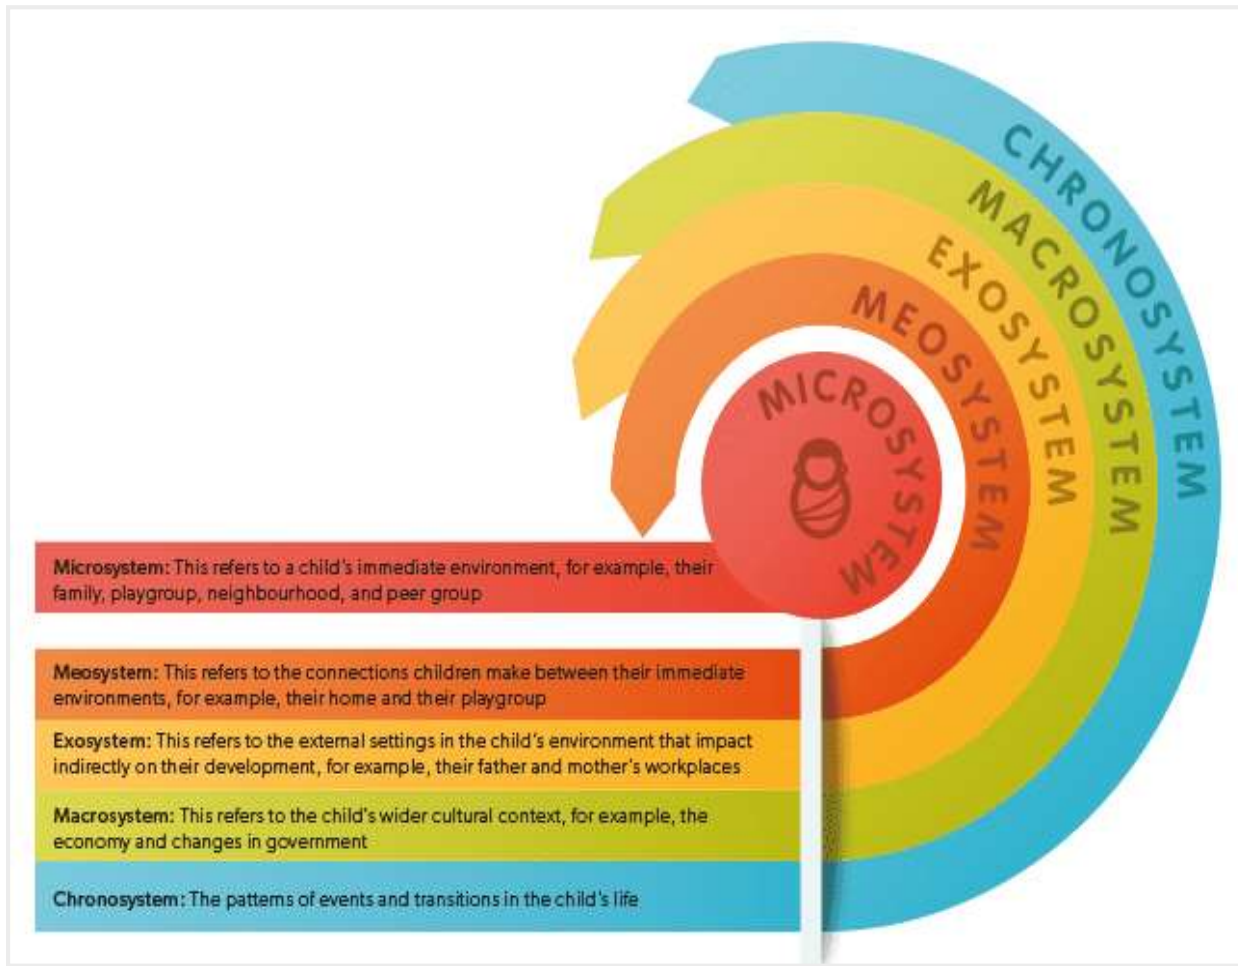 CHRONOSYSTEM
MACROSYSTEM
EXOSYSTEM
MEOSYSTEM
MICROSYSTEM
Microsystem: This refers to a child's immediate environment, for example, their
family, playgroup, neighbourhood, and peer group
Meosystem: This refers to the connections children make between their immediate
environments, for example, their home and their playgroup
Exosystem: This refers to the external settings in the child's environment that impact
indirectly on their development, for example, their father and mother's workplaces
Macrosystem: This refers to the child's wider cultural context, for example, the
economy and changes in government
Chronosystem: The patterns of events and transitions in the child's life